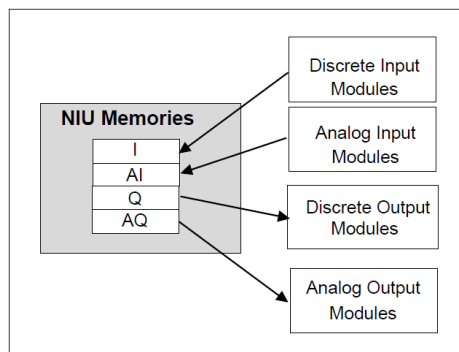 NIU Memories
I
AI
Q
AQ
Discrete Input
Modules
Analog Input
Modules
Discrete Output
Modules
Analog Output
Modules